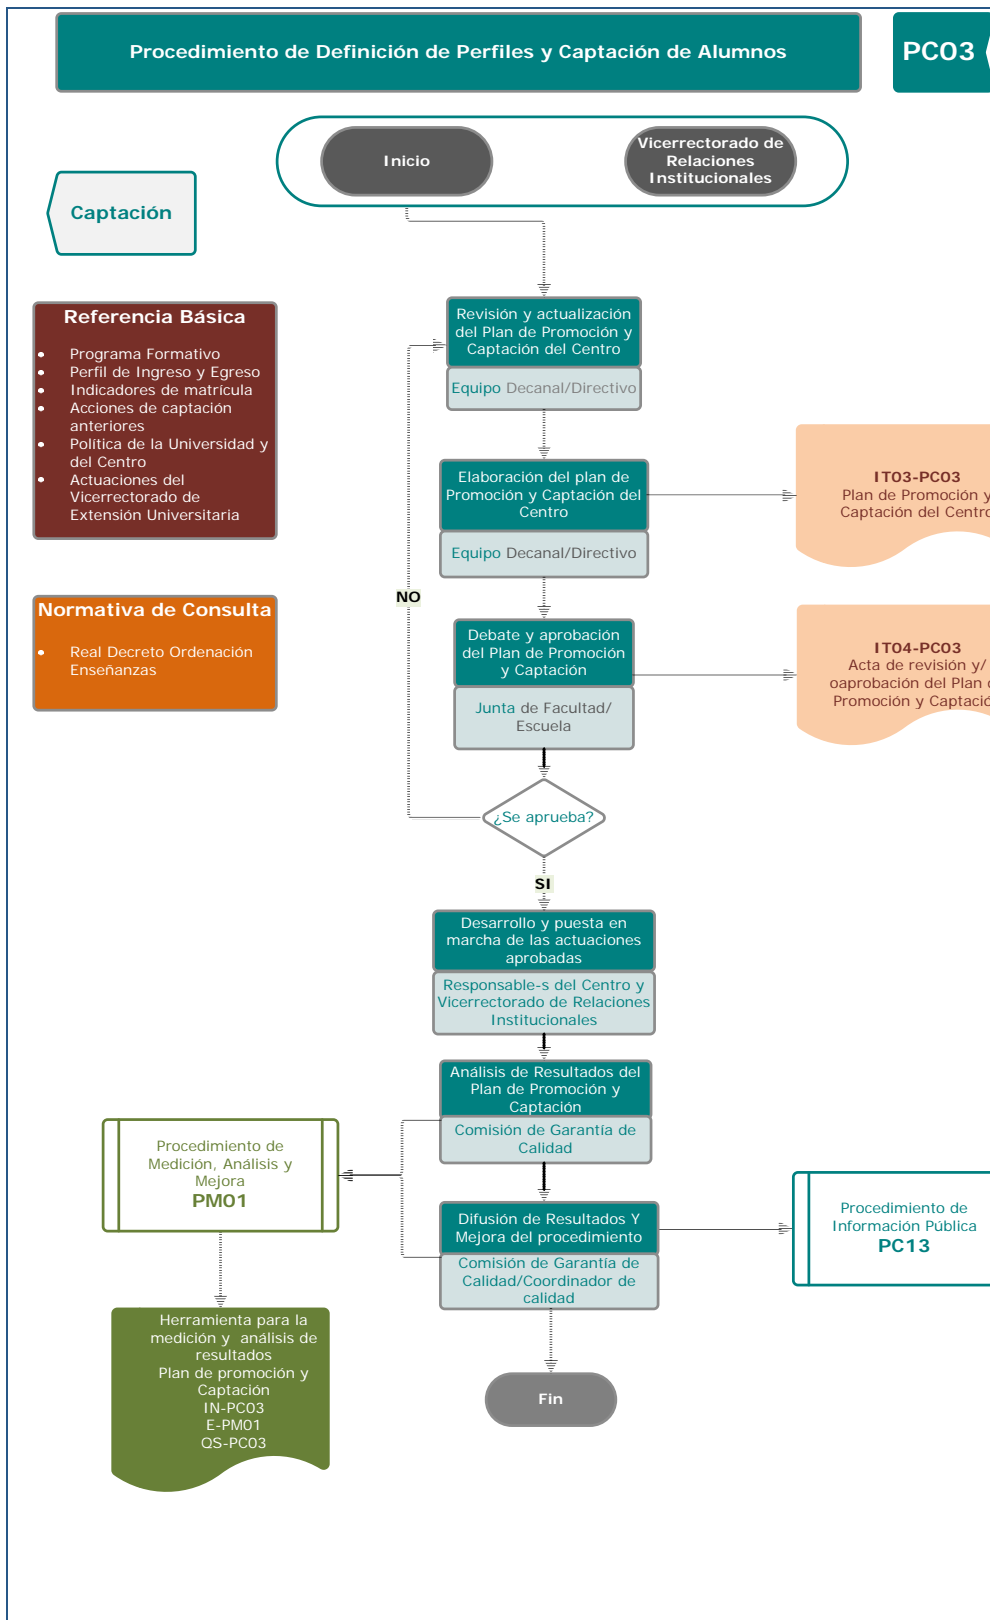 Procedimiento de Definición de Perfiles y Captación de Alumnos
PC03
Inicio
Vicerrectorado de
Relaciones
Institucionales
Captación
Referencia Básica
Programa Formativo
Perfil de Ingreso y Egreso
Indicadores de matrícula
Acciones de captación
anteriores
Política de la Universidad y
del Centro
Actuaciones del
Vicerrectorado de
Extensión Universitaria
Normativa de Consulta
Real Decreto Ordenación
Enseñanzas
Revisión y actualización
del Plan de Promoción y
Captación del Centro
Equipo Decanal/Directivo
Elaboración del plan de
Promoción y Captación del
Centro
Equipo Decanal/Directivo
IT03-PC03
Plan de Promoción y
Captación del Centro
NO
Debate y aprobación
del Plan de Promoción
y Captación
Junta de Facultad/
Escuela
IT04-PC03
Acta de revisión y/
oaprobación del Plan
Promoción y Captació
¿Se aprueba?
SI
Desarrollo y puesta en
marcha de las actuaciones
aprobadas
Responsable-s del Centro y
Vicerrectorado de Relaciones
Institucionales
Análisis de Resultados del
Plan de Promoción y
Captación
Comisión de Garantía de
Calidad
Procedimiento de
Medición, Análisis y
Mejora
PM01
Difusión de Resultados Y
Mejora del procedimiento
Comisión de Garantía de
Calidad/Coordinador de
calidad
Procedimiento de
Información Pública
PC13
Herramienta para la
medición y análisis de
resultados
Plan de promoción y
Captación
IN-PC03
E-PM01
QS-PC03
Fin